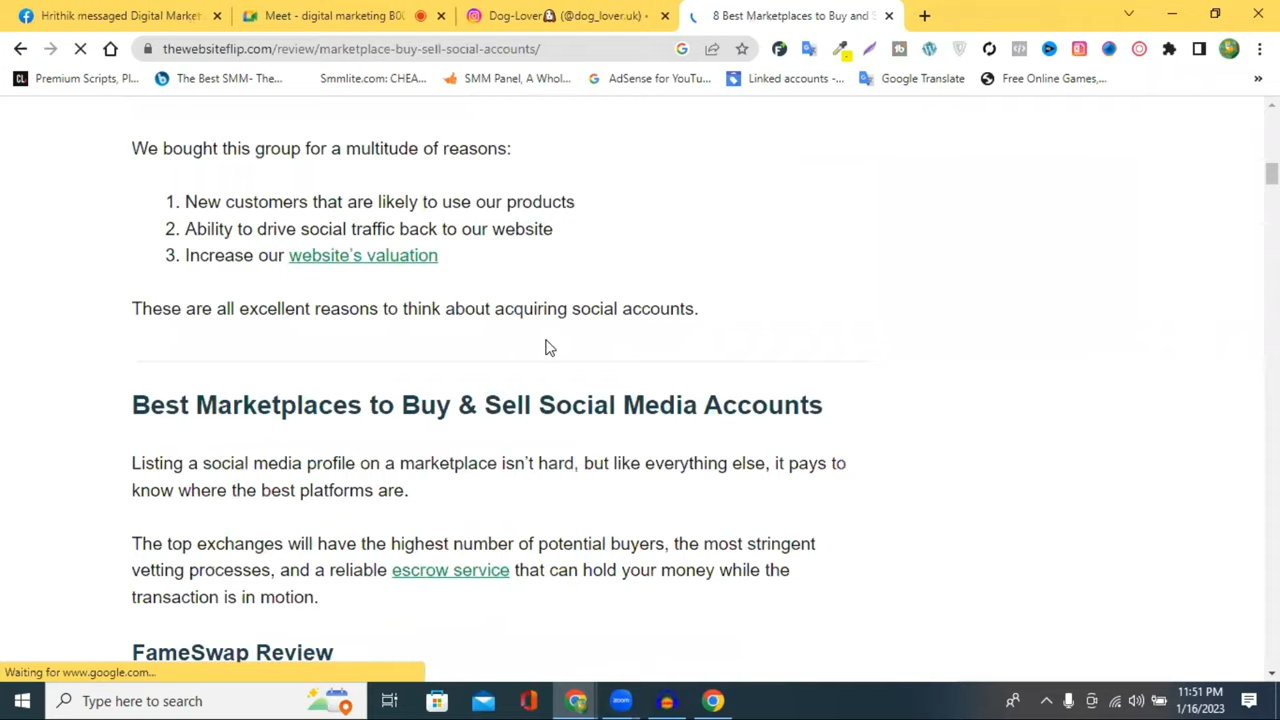 Hrithik messaged Digital Market
Meet - digital marketing B0
Dog-Lover (@dog_lover.uk) •
8 Best Marketplaces to Buy and S
thewebsiteflip.com/review/marketplace-buy-sell-social-accounts/
Premium Scripts, Pl...
The Best SMM- The...
Smmlite.com: CHEA...
SMM Panel, A Whol...
AdSense for YouTu...
Linked accounts -...
Google Translate
Free Online Games,...
We bought this group for a multitude of reasons:
1. New customers that are likely to use our products
2. Ability to drive social traffic back to our website
3. Increase our website's valuation
These are all excellent reasons to think about acquiring social accounts.
Best Marketplaces to Buy & Sell Social Media Accounts
Listing a social media profile on a marketplace isn't hard, but like everything else, it pays to
know where the best platforms are.
The top exchanges will have the highest number of potential buyers, the most stringent
vetting processes, and a reliable escrow service that can hold your money while the
transaction is in motion.
FameSwap Review
Waiting for www.google.com...
Type here to search
zoom
11:51 PM
1/16/2023